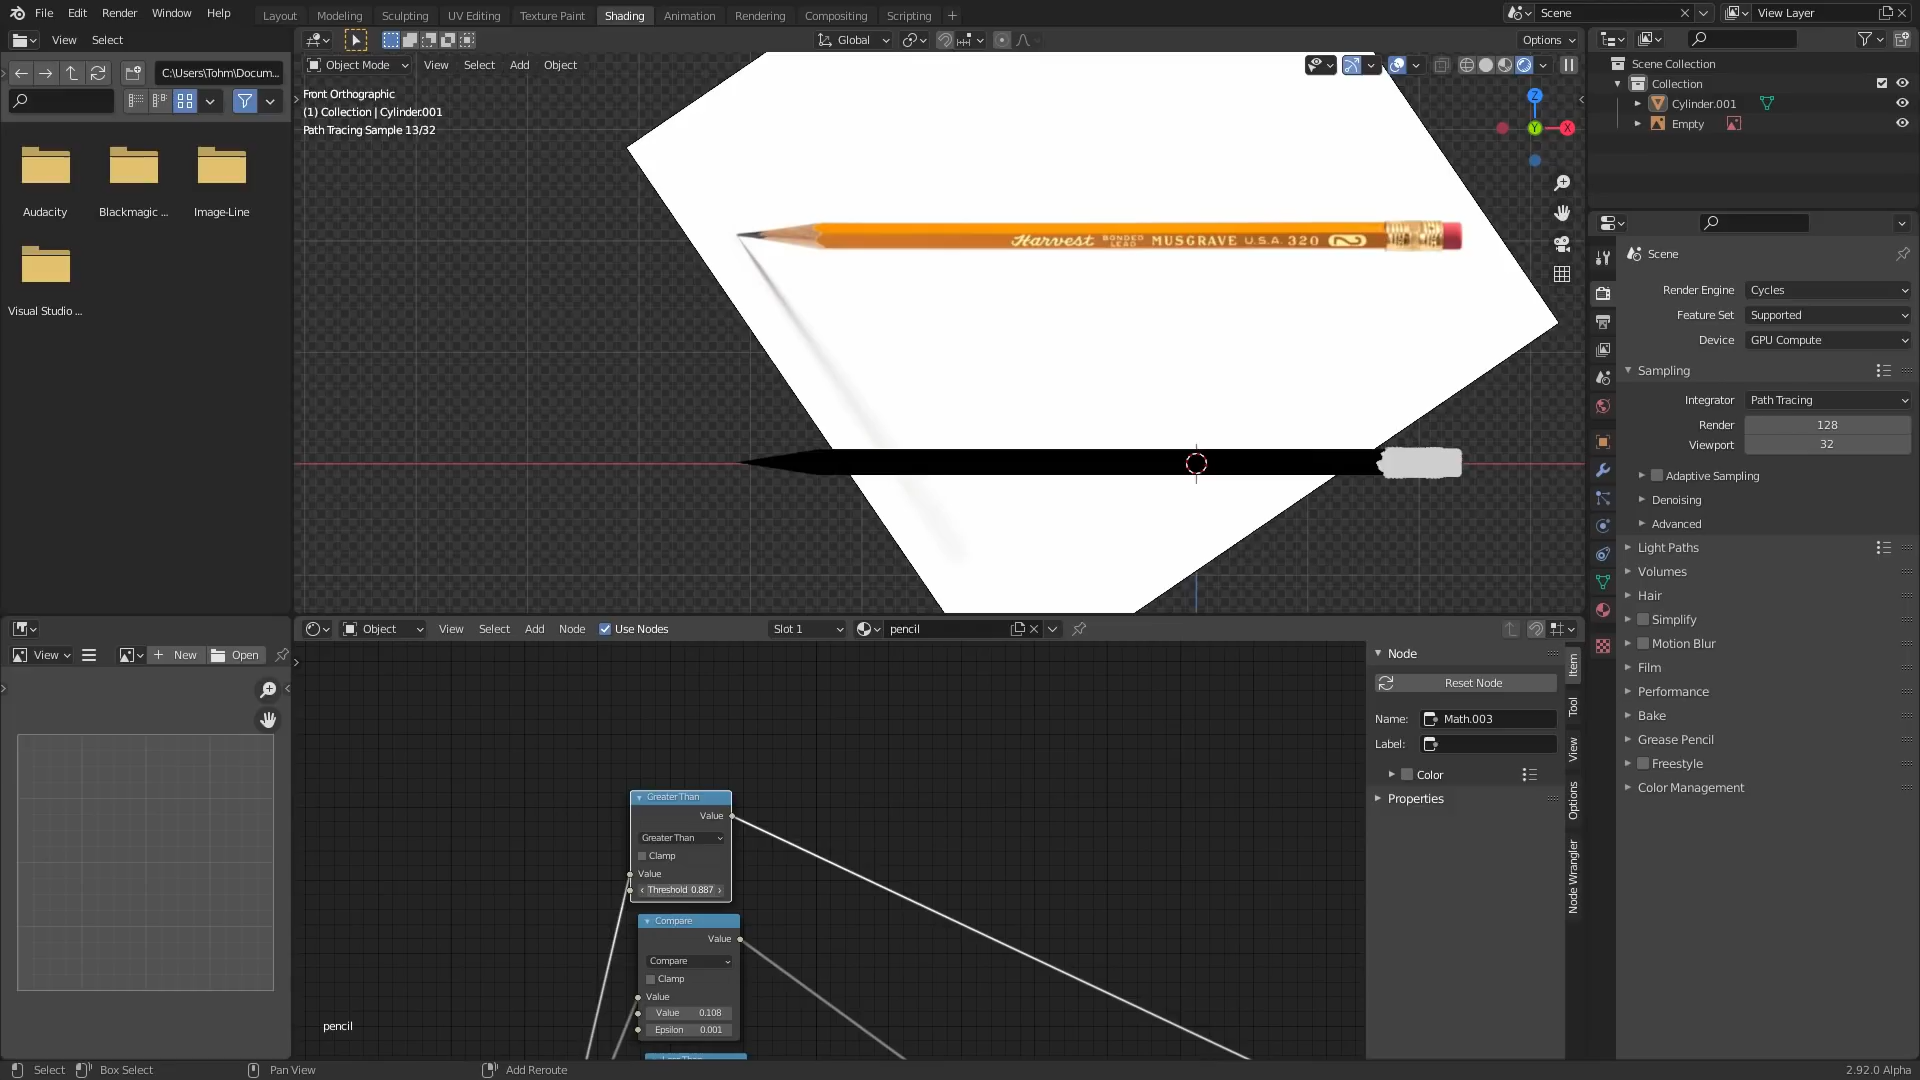 File Edit Render Window Help
Layout Modeling Sculpting UV Editing Texture Paint Shading Animation Rendering Compositing Scripting +
Scene
View Layer
View Select
Global
Options
C:\Users\Tohm\Docum...
Object Mode View Select Add Object
Front Orthographic
(1) Collection | Cylinder.001
Path Tracing Sample 13/32
Z
Y
X
Audacity
Blackmagic ...
Image-Line
Visual Studio ...
Harvest BONDED LEAD MUSGRAVE U.S.A. 320 2
Scene Collection
Collection
Cylinder.001
Empty
Scene
Render Engine Cycles
Feature Set Supported
Device GPU Compute
Sampling
Integrator Path Tracing
Render 128
Viewport 32
Adaptive Sampling
Denoising
Advanced
Light Paths
Volumes
Hair
Simplify
Motion Blur
Film
Performance
Bake
Grease Pencil
Freestyle
Color Management
Object View Select Add Node Use Nodes Slot 1 pencil
View New Open
Greater Than
Value
Greater Than
Clamp
Value
Threshold 0.887
Compare
Value
Compare
Clamp
Value
Value 0.108
Epsilon 0.001
pencil
Node
Reset Node
Name: Math.003
Label:
Color
Properties
Item
Tool
View
Options
Node Wrangler
Select Box Select Pan View Add Reroute
2.92.0 Alpha